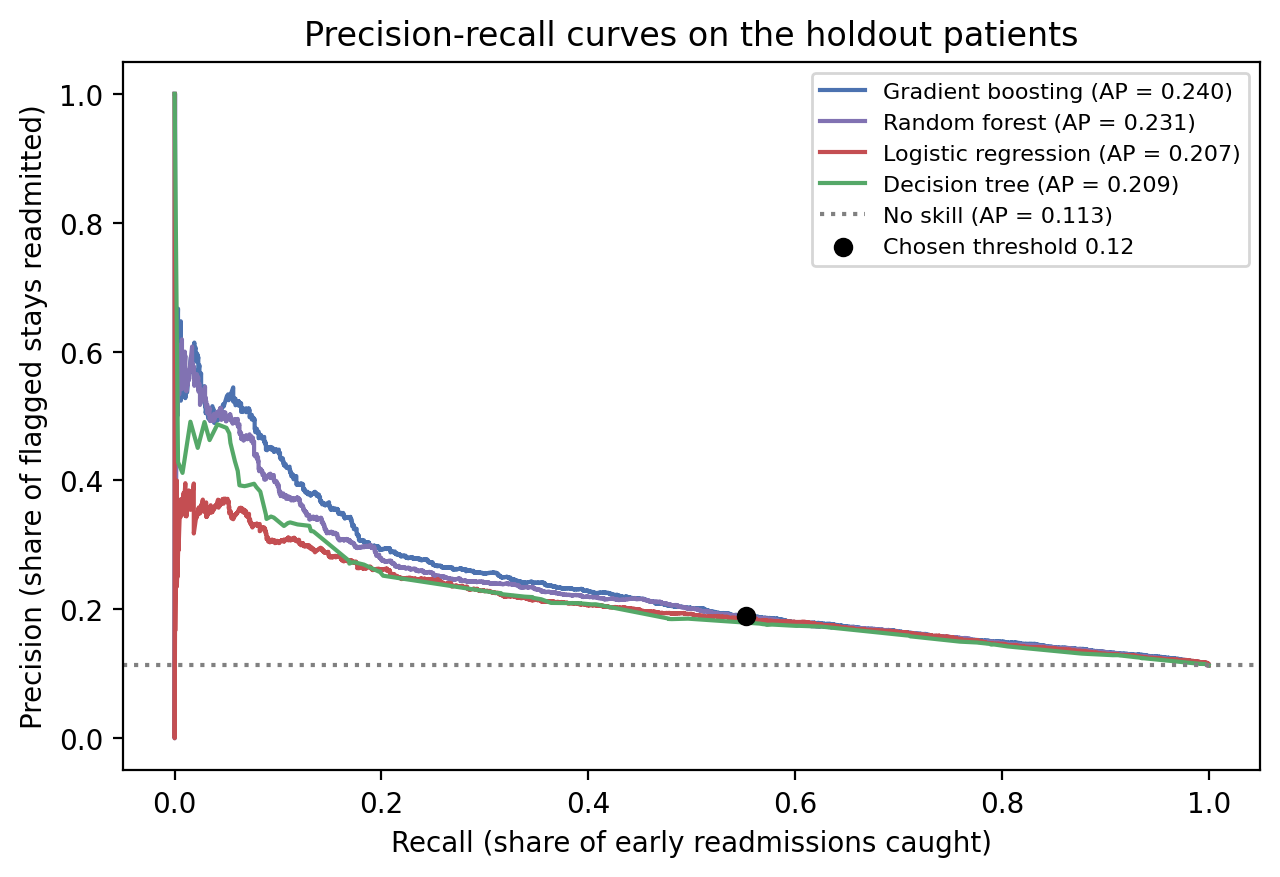 Precision-recall curves on the holdout patients
Precision (share of flagged stays readmitted)
1.0
0.8
0.6
0.4
0.2
0.0
Gradient boosting (AP = 0.240)
Random forest (AP = 0.231)
Logistic regression (AP = 0.207)
Decision tree (AP = 0.209)
No skill (AP = 0.113)
Chosen threshold 0.12
0.0 0.2 0.4 0.6 0.8 1.0
Recall (share of early readmissions caught)